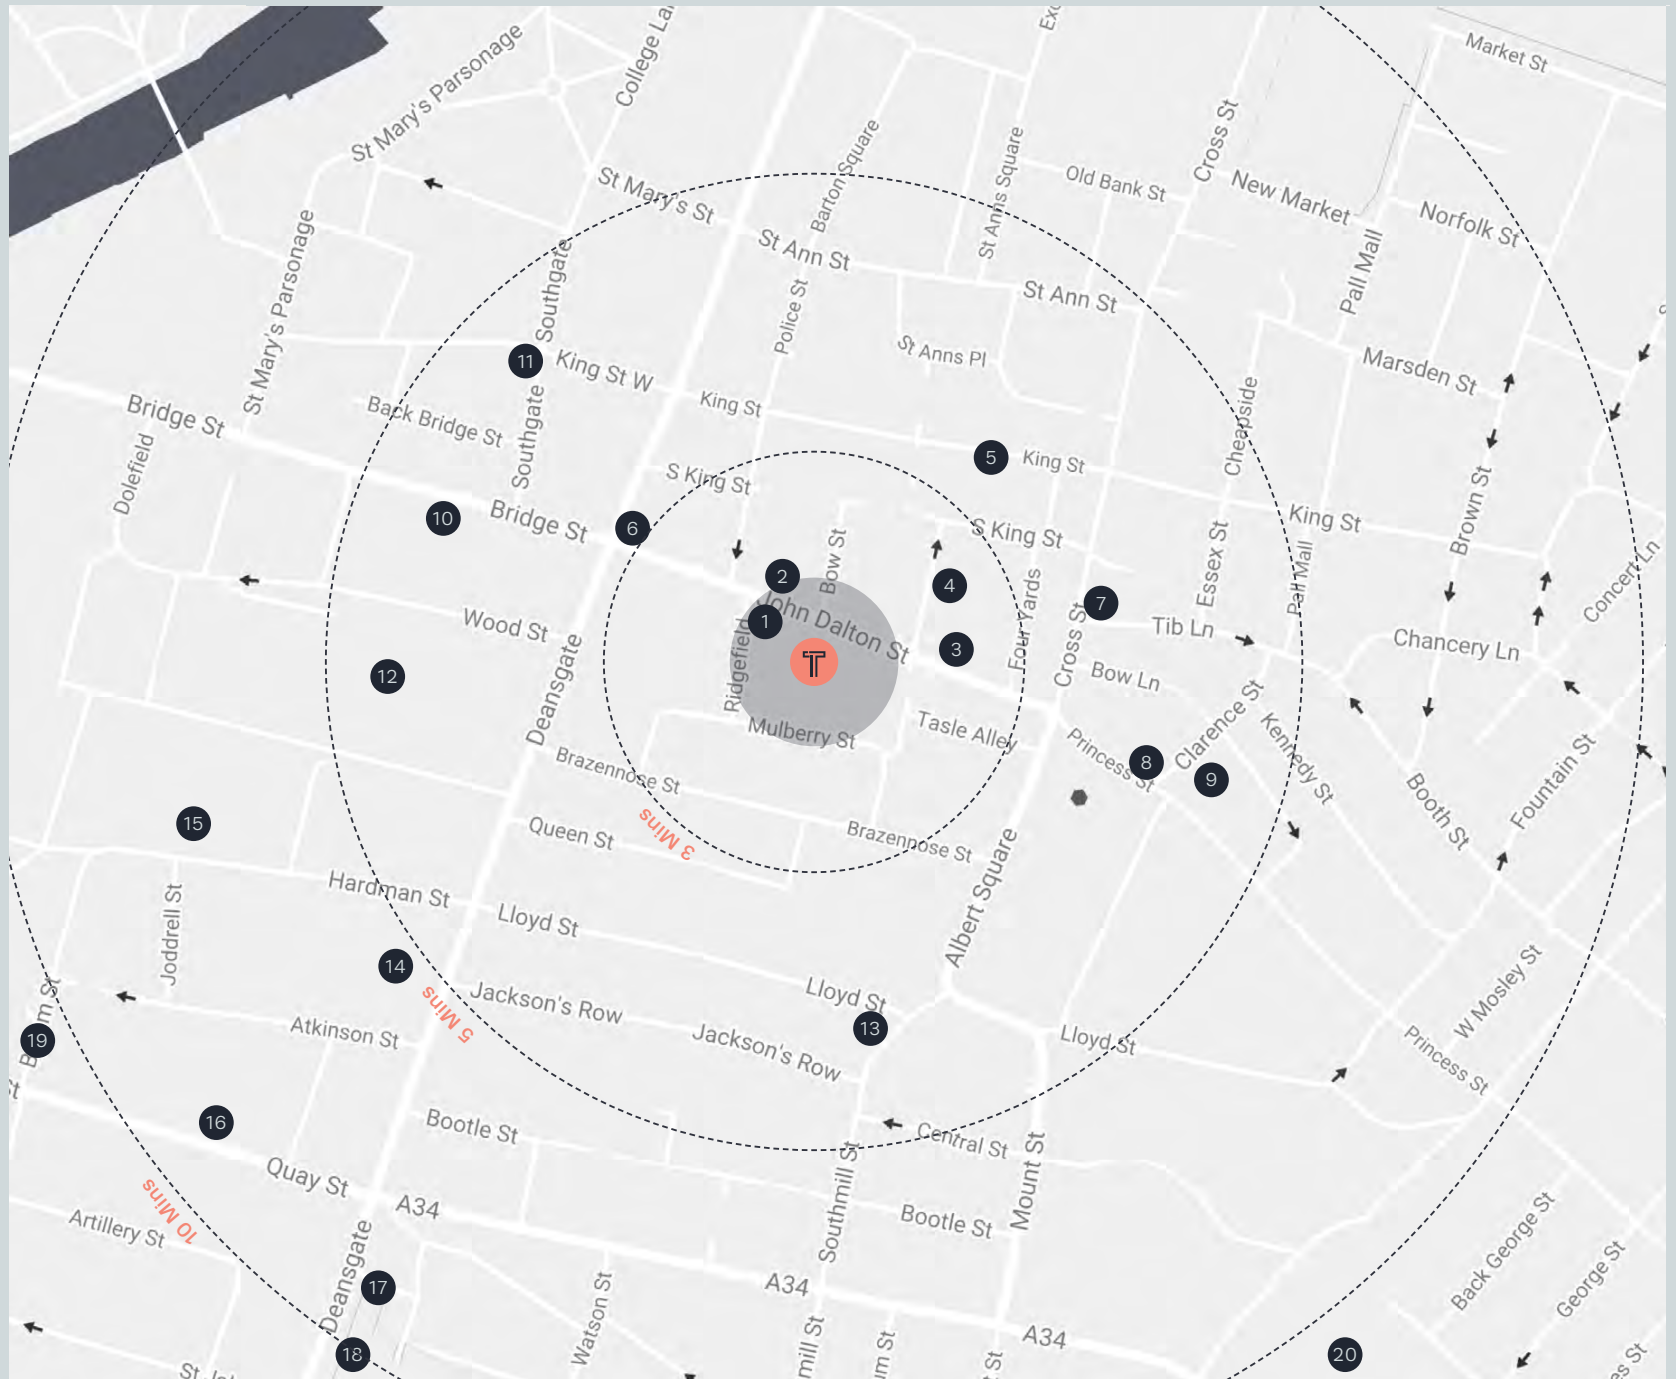 Market St
St Mary's Parsonage
Cross St
Barton Square
St Anns Square
Old Bank St
New Market
Norfolk St
St Mary's St
St Ann St
St Ann St
Pall Mall
St Mary's Parsonage
Southgate
Police St
St Anns Pl
Marsden St
11
King St W
Back Bridge St
Southgate
King St
Cheapside
Bridge St
Dolefield
5
King St
S King St
10
Bridge St
6
S King St
King St
Brown St
Essex St
Pall Mall
Concert Ln
Bow St
2
4
7
John Dalton St
1
Ridgefield
T
3
Four Yards
Cross St
Tib Ln
Chancery Ln
Wood St
Deansgate
12
Bow Ln
Clarence St
Kennedy St
Mulberry St
Tasle Alley
Princess St
8
9
Brazennose St
Booth St
Fountain St
15
Queen St
3 Mins
Brazennose St
Hardman St
Lloyd St
Albert Square
Joddrell St
14
5 Mins
Jackson's Row
Lloyd St
13
W Mosley St
Atkinson St
Jackson's Row
Lloyd St
Princess St
19
16
Bootle St
Central St
Quay St
A34
Southmill St
Mount St
Bootle St
10 Mins
Artillery St
Back George St
George St
Deansgate
17
Watson St
A34
A34
18
20